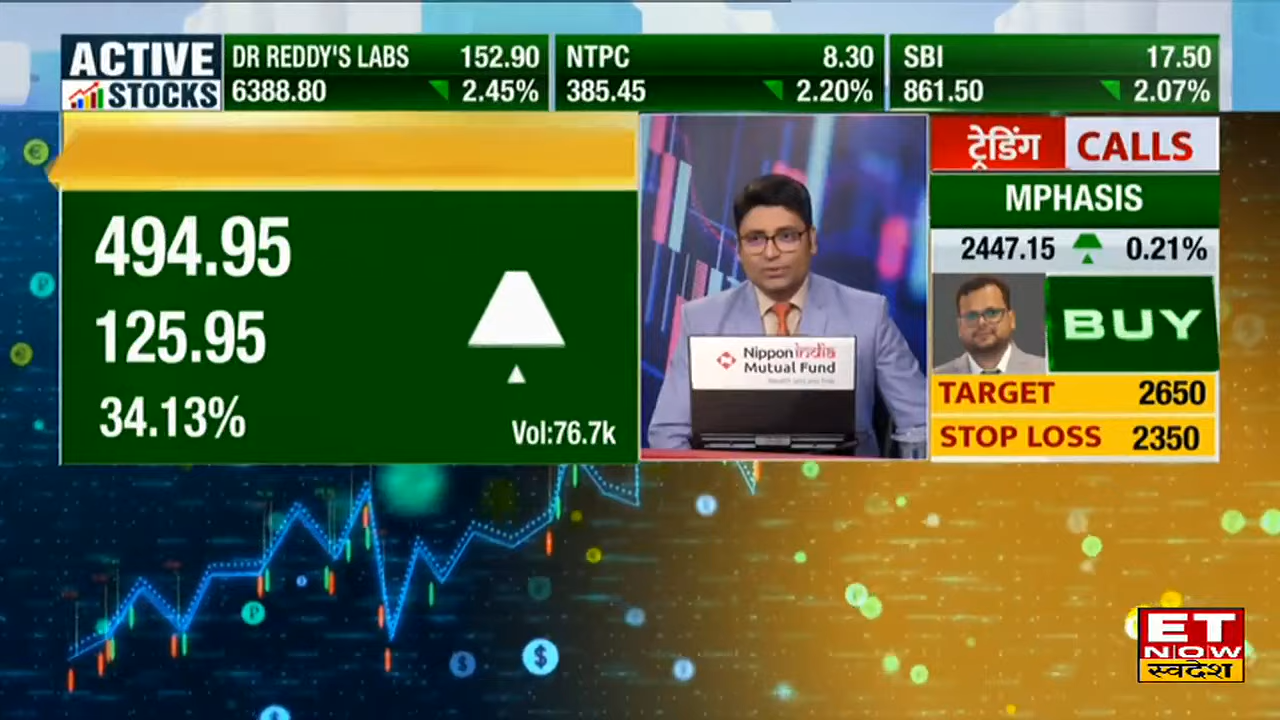 ACTIVE
STOCKS
DR REDDY'S LABS 152.90
6388.80 2.45%
NTPC 8.30
385.45 2.20%
SBI 17.50
861.50 2.07%
494.95
125.95
34.13%
Vol:76.7k
Nippon india
Mutual Fund
ट्रेडिंग CALLS
MPHASIS
2447.15 0.21%
BUY
TARGET 2650
STOP LOSS 2350
ET
NOW
स्वदेश